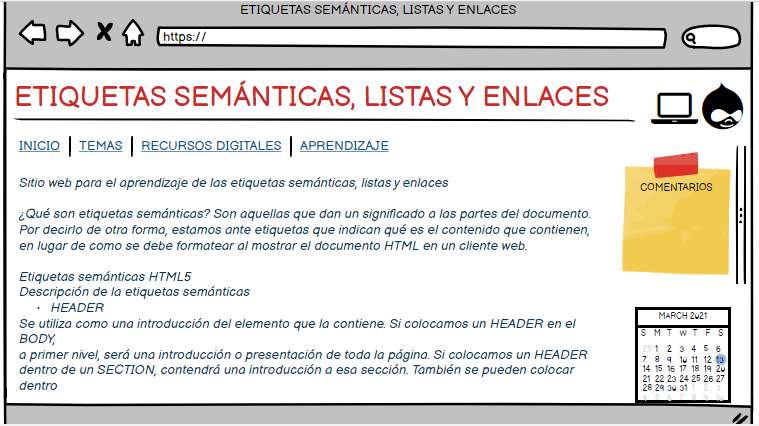 ETIQUETAS SEMÁNTICAS, LISTAS Y ENLACES
https://
ETIQUETAS SEMÁNTICAS, LISTAS Y ENLACES
INICIO
TEMAS
RECURSOS DIGITALES
APRENDIZAJE
Sitio web para el aprendizaje de las etiquetas semánticas, listas y enlaces
¿Qué son etiquetas semánticas? Son aquellas que dan un significado a las partes del documento.
Por decirlo de otra forma, estamos ante etiquetas que indican qué es el contenido que contienen,
en lugar de como se debe formatear al mostrar el documento HTML en un cliente web.
Etiquetas semánticas HTML5
Descripción de la etiquetas semánticas
• HEADER
Se utiliza como una introducción del elemento que la contiene. Si colocamos un HEADER en el
BODY,
a primer nivel, será una introducción o presentación de toda la página. Si colocamos un HEADER
dentro de un SECTION, contendrá una introducción a esa sección. También se pueden colocar
dentro
COMENTARIOS
MARCH 2021
S M T W T F S
28 1 2 3 4 5 6
7 8 9 10 11 12 13
14 15 16 17 18 19 20
21 22 23 24 25 26 27
28 29 30 31 1 2 3
4 5 6 7 8 9 10